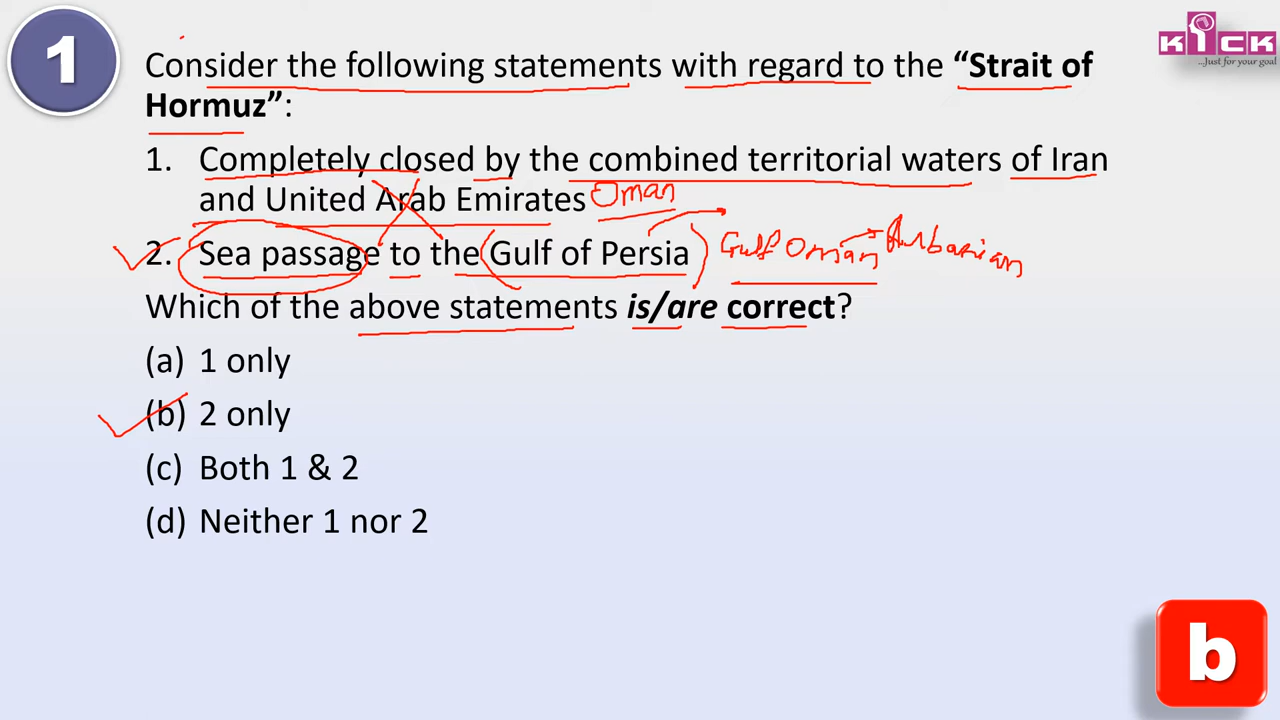 1
KICK
...Just for your goal
Consider the following statements with regard to the “Strait of
Hormuz”:
1. Completely closed by the combined territorial waters of Iran
and United Arab Emirates Oman
2. Sea passage to the (Gulf of Persia) Gulf Oman
Which of the above statements is/are correct?
(a) 1 only
(b) 2 only
(c) Both 1 & 2
(d) Neither 1 nor 2
b